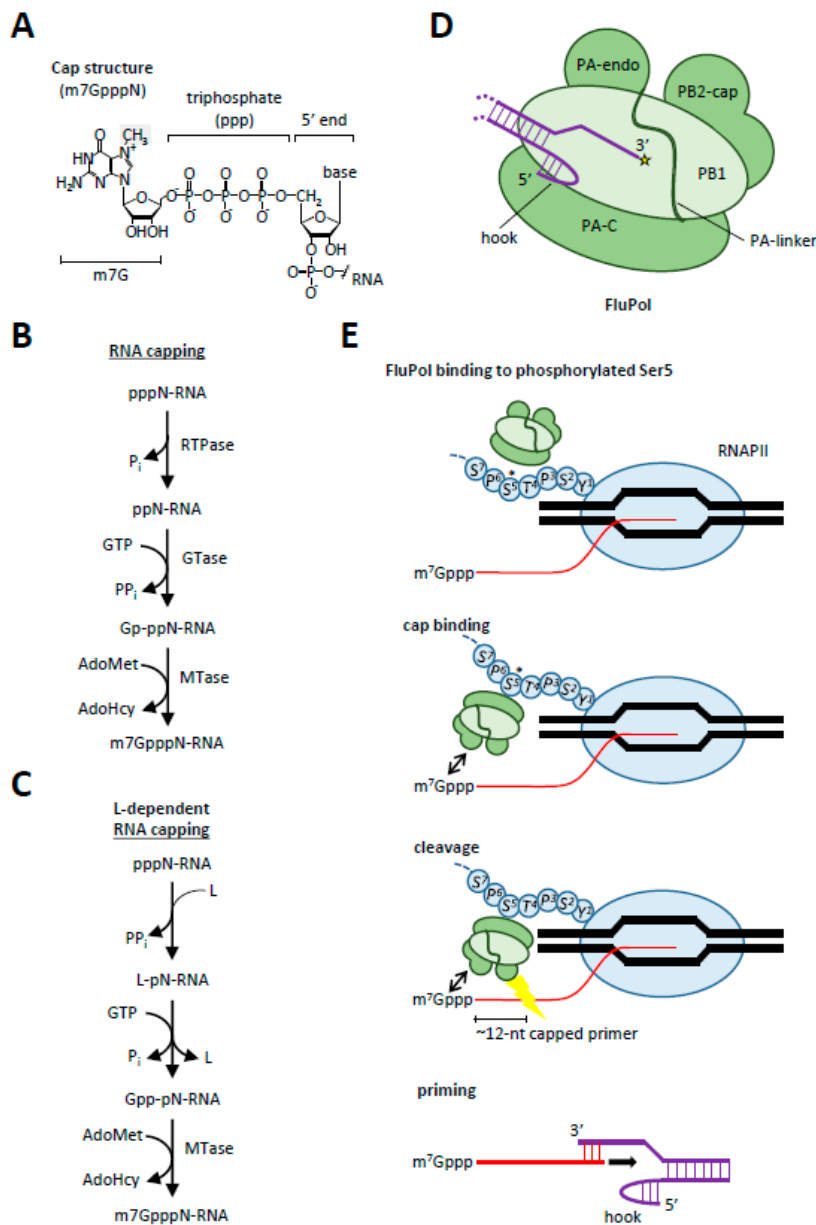 A
Cap structure
(m7GpppN)
triphosphate
(ppp)
5’ end
O
CH₃
N⁺
HN
H₂N
N
N
base
O⁻ O O O
O-P-O-P-O-P-O-CH₂
O⁻ O⁻ O⁻
O
O
OHOH
O OH
O=P-O
O⁻
RNA
m7G
B
RNA capping
pppN-RNA
RTPase
Pi
ppN-RNA
GTP
GTase
PPi
Gp-ppN-RNA
AdoMet
MTase
AdoHcy
m7GpppN-RNA
C
L-dependent
RNA capping
pppN-RNA
L
PPi
L-pN-RNA
GTP
Pi
L
Gpp-pN-RNA
AdoMet
MTase
AdoHcy
m7GpppN-RNA
D
PA-endo
PB2-cap
3’
5’
PB1
hook
PA-C
PA-linker
FluPol
E
FluPol binding to phosphorylated Ser5
RNAPII
S⁷ P⁶ S⁵ T⁴ P³ S² Y¹
*
m⁷Gppp
cap binding
S⁷ P⁶ S⁵ T⁴ P³ S² Y¹
*
m⁷Gppp
cleavage
S⁷ P⁶ S⁵ T⁴ P³ S² Y¹
m⁷Gppp
~12-nt capped primer
priming
3’
m⁷Gppp
5’
hook